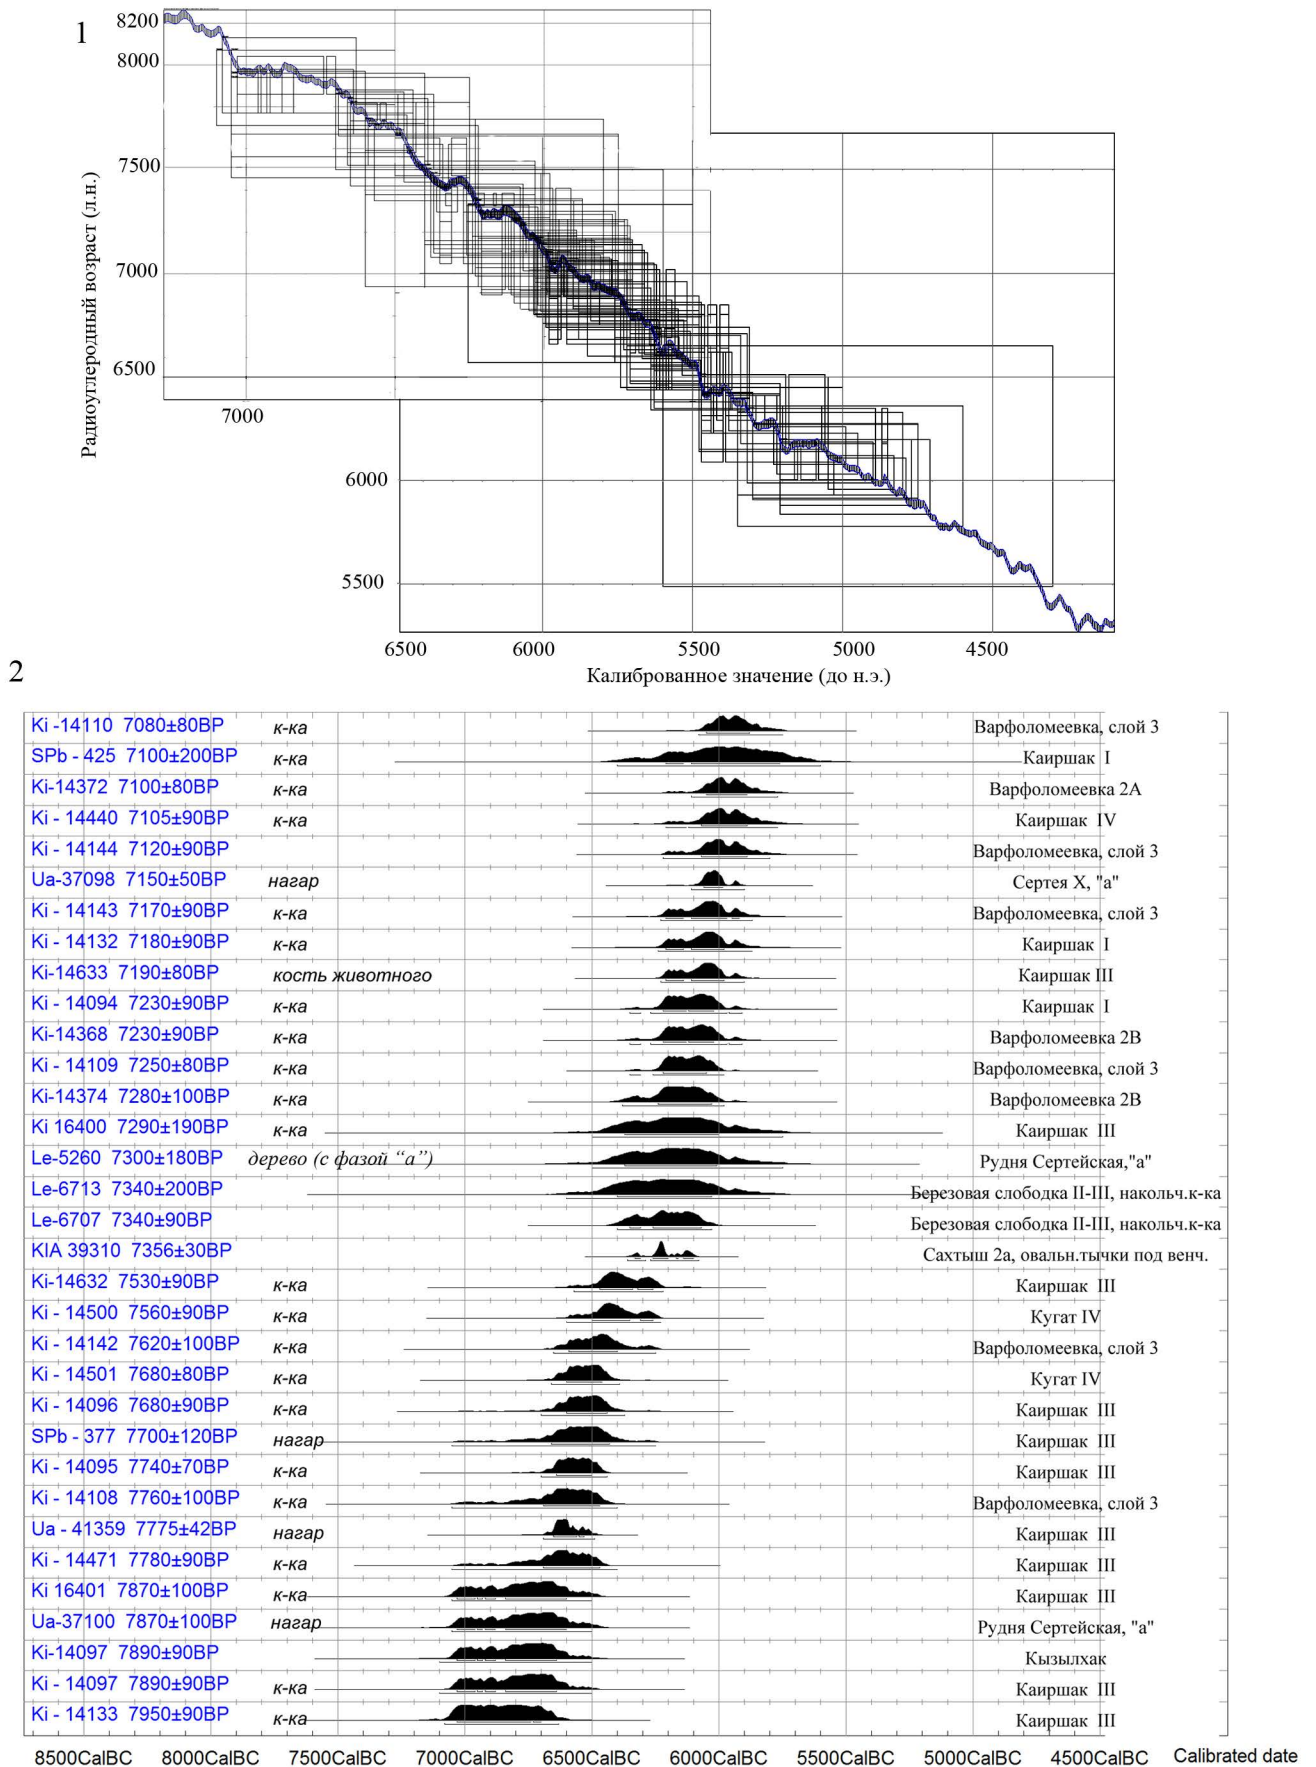 1
8200
8000
7500
7000
6500
6000
5500
Радиоуглеродный возраст (л.н.)
7000
6500 6000 5500 5000 4500
Калиброванное значение (до н.э.)
2
Ki -14110 7080±80BP к-ка Варфоломеевка, слой 3
SPb - 425 7100±200BP к-ка Каиршак I
Ki-14372 7100±80BP к-ка Варфоломеевка 2А
Ki - 14440 7105±90BP к-ка Каиршак IV
Ki - 14144 7120±90BP к-ка Варфоломеевка, слой 3
Ua-37098 7150±50BP нагар Сертея X, "а"
Ki - 14143 7170±90BP к-ка Варфоломеевка, слой 3
Ki - 14132 7180±90BP к-ка Каиршак I
Ki-14633 7190±80BP кость животного Каиршак III
Ki - 14094 7230±90BP к-ка Каиршак I
Ki-14368 7230±90BP к-ка Варфоломеевка 2В
Ki - 14109 7250±80BP к-ка Варфоломеевка, слой 3
Ki-14374 7280±100BP к-ка Варфоломеевка 2В
Ki 16400 7290±190BP к-ка Каиршак III
Le-5260 7300±180BP дерево (с фазой “а”) Рудня Сертейская,"а"
Le-6713 7340±200BP Березовая слободка II-III, накольч.к-ка
Le-6707 7340±90BP Березовая слободка II-III, накольч.к-ка
KIA 39310 7356±30BP Сахтыш 2а, овальн.тычки под венч.
Ki-14632 7530±90BP к-ка Каиршак III
Ki - 14500 7560±90BP к-ка Кугат IV
Ki - 14142 7620±100BP к-ка Варфоломеевка, слой 3
Ki - 14501 7680±80BP к-ка Кугат IV
Ki - 14096 7680±90BP к-ка Каиршак III
SPb - 377 7700±120BP нагар Каиршак III
Ki - 14095 7740±70BP к-ка Каиршак III
Ki - 14108 7760±100BP к-ка Варфоломеевка, слой 3
Ua - 41359 7775±42BP нагар Каиршак III
Ki - 14471 7780±90BP к-ка Каиршак III
Ki 16401 7870±100BP к-ка Каиршак III
Ua-37100 7870±100BP нагар Рудня Сертейская, "а"
Ki-14097 7890±90BP Кызылхак
Ki - 14097 7890±90BP к-ка Каиршак III
Ki - 14133 7950±90BP к-ка Каиршак III
8500CalBC 8000CalBC 7500CalBC 7000CalBC 6500CalBC 6000CalBC 5500CalBC 5000CalBC 4500CalBC Calibrated date